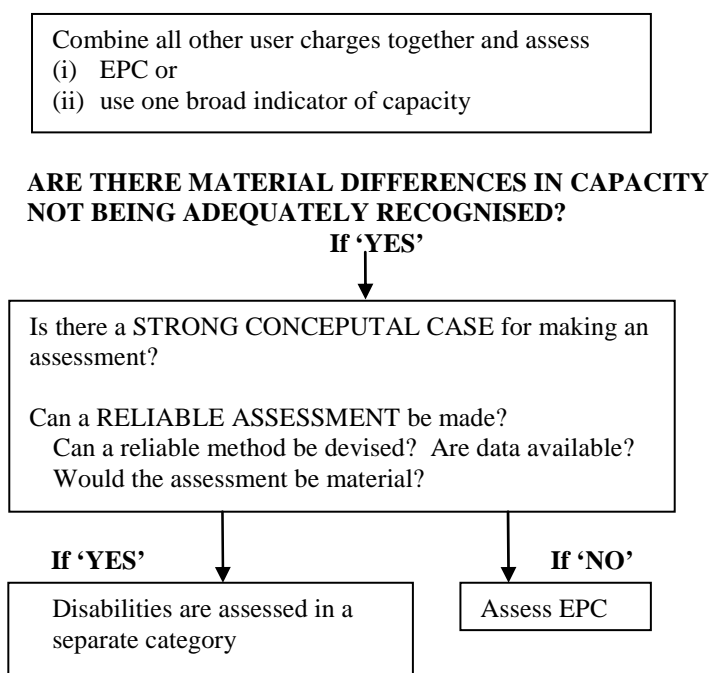 Combine all other user charges together and assess
(i) EPC or
(ii) use one broad indicator of capacity
ARE THERE MATERIAL DIFFERENCES IN CAPACITY
NOT BEING ADEQUATELY RECOGNISED?
If ‘YES’
Is there a STRONG CONCEPUTAL CASE for making an
assessment?
Can a RELIABLE ASSESSMENT be made?
Can a reliable method be devised? Are data available?
Would the assessment be material?
If ‘YES’
If ‘NO’
Disabilities are assessed in a
separate category
Assess EPC